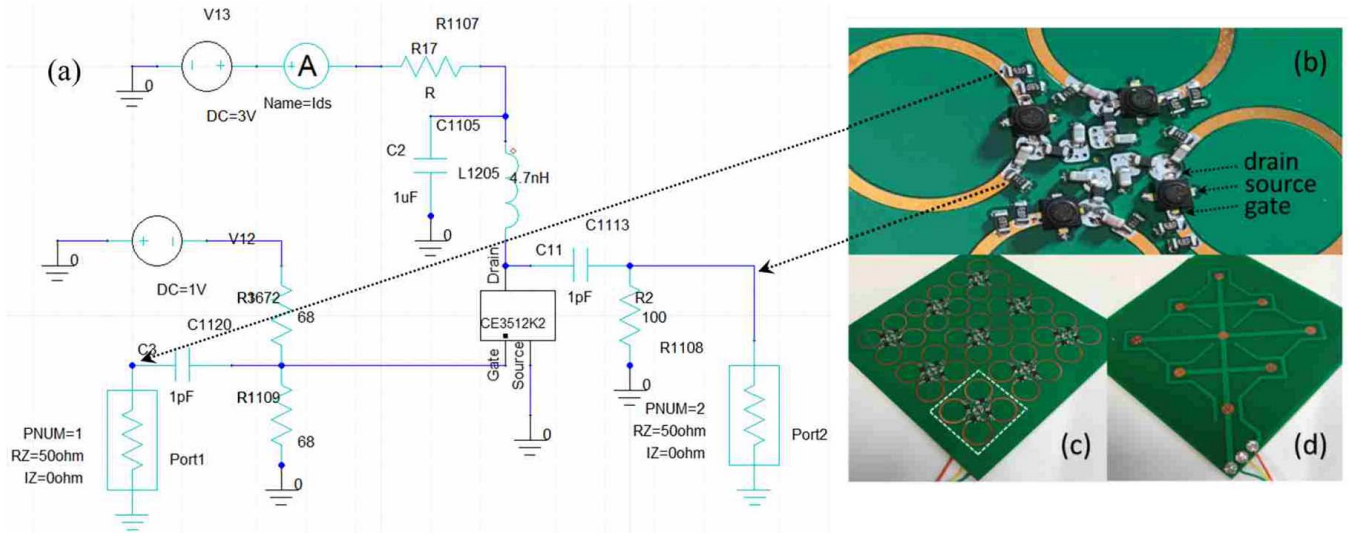 (a)
V13
DC=3V
A
Name=Ids
R1107
R17
R
0
C1105
C2
1uF
0
L1205
4.7nH
C1113
C11
1pF
Drain
CE3512K2
Gate
Source
0
R2
100
R1108
0
V12
DC=1V
0
68
C1120
C3
1pF
R1109
68
0
PNUM=1
RZ=50ohm
IZ=0ohm
Port1
PNUM=2
RZ=50ohm
IZ=0ohm
Port2
(b)
drain
source
gate
(c)
(d)